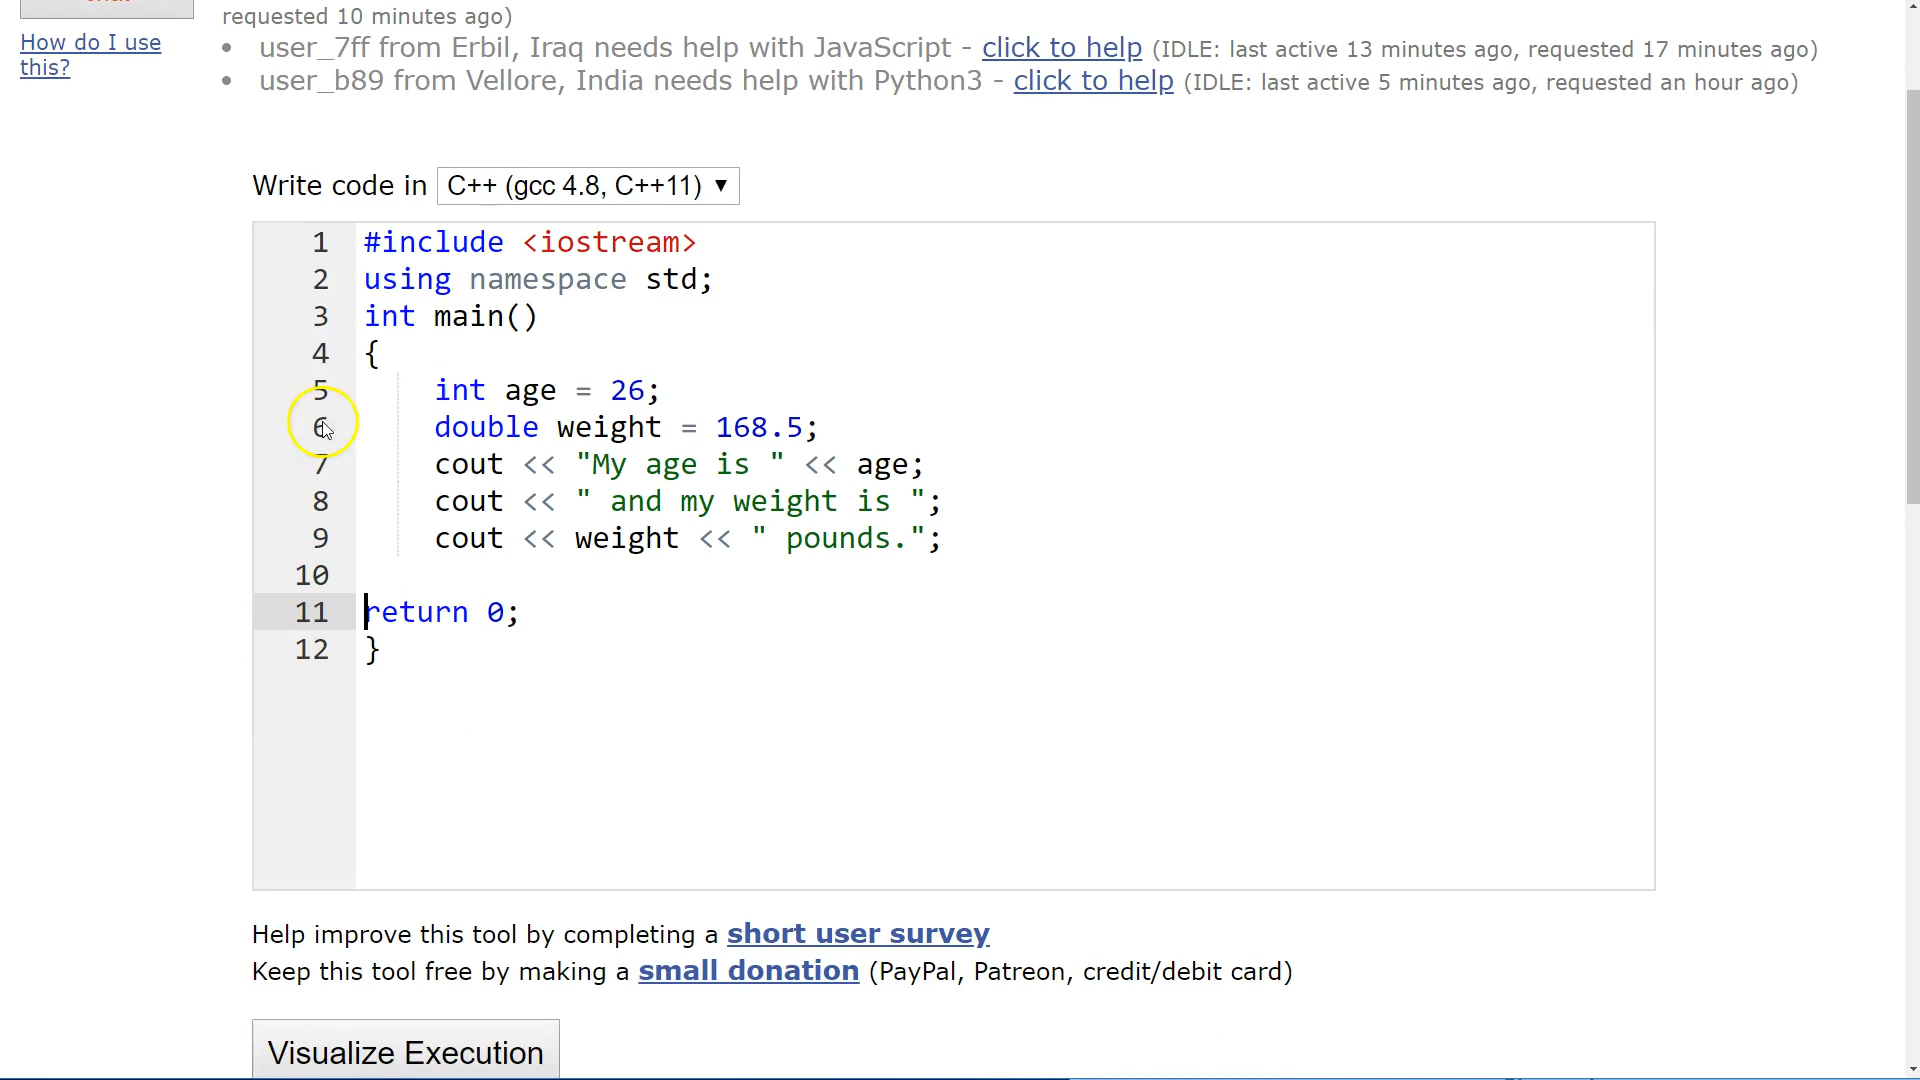 requested 10 minutes ago)
How do I use
this?
• user_7ff from Erbil, Iraq needs help with JavaScript - click to help (IDLE: last active 13 minutes ago, requested 17 minutes ago)
• user_b89 from Vellore, India needs help with Python3 - click to help (IDLE: last active 5 minutes ago, requested an hour ago)
Write code in C++ (gcc 4.8, C++11) ▼
1 #include <iostream>
2 using namespace std;
3 int main()
4 {
5     int age = 26;
6     double weight = 168.5;
7     cout << "My age is " << age;
8     cout << " and my weight is ";
9     cout << weight << " pounds.";
10
11 return 0;
12 }
Help improve this tool by completing a short user survey
Keep this tool free by making a small donation (PayPal, Patreon, credit/debit card)
Visualize Execution